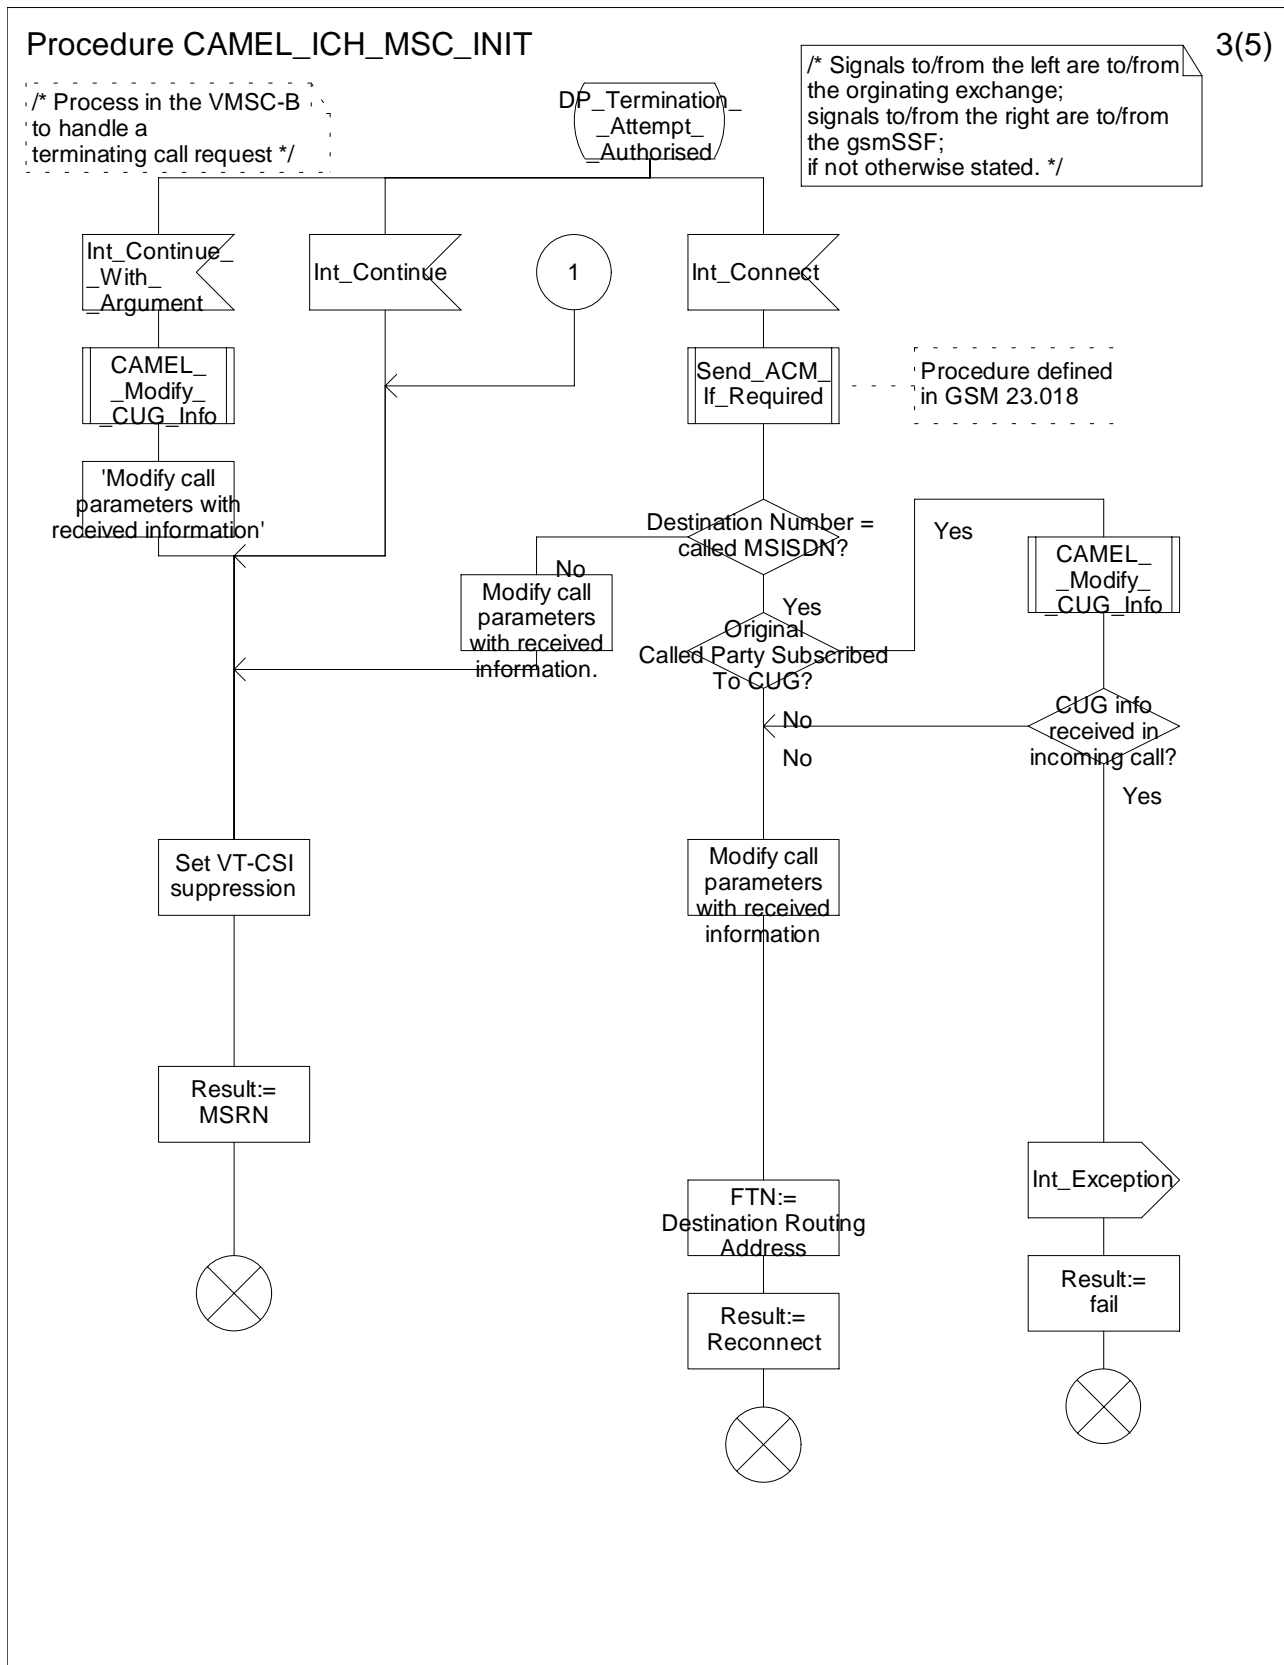 Procedure CAMEL_ICH_MSC_INIT
3(5)
/* Process in the VMSC-B
to handle a
terminating call request */
DP_Termination_
_Attempt_
_Authorised
/* Signals to/from the left are to/from
the orginating exchange;
signals to/from the right are to/from
the gsmSSF;
if not otherwise stated. */
Int_Continue_
_With_
_Argument
Int_Continue
1
Int_Connect
CAMEL_
_Modify_
_CUG_Info
Send_ACM_
If_Required
Procedure defined
in GSM 23.018
'Modify call
parameters with
received information'
Destination Number =
called MSISDN?
Yes
CAMEL_
_Modify_
_CUG_Info
No
Modify call
parameters
with received
information.
Yes
Original
Called Party Subscribed
To CUG?
No
CUG info
received in
incoming call?
No
Yes
Set VT-CSI
suppression
Modify call
parameters
with received
information
Result:=
MSRN
Int_Exception
FTN:=
Destination Routing
Address
Result:=
fail
Result:=
Reconnect